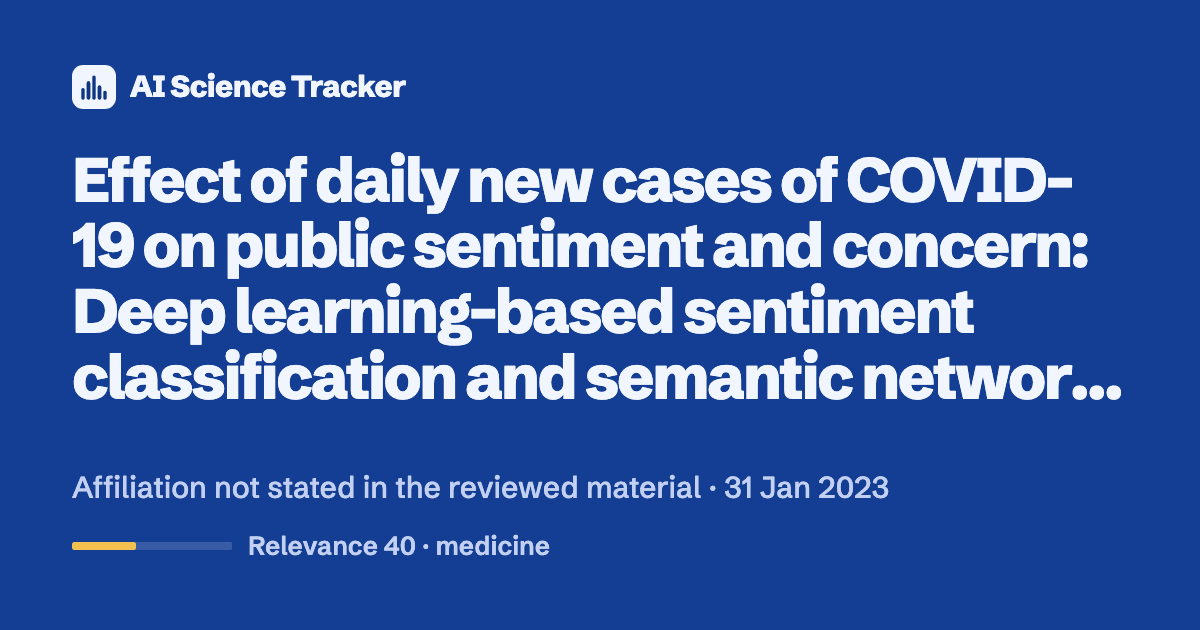 AI Science Tracker
Effect of daily new cases of COVID-
19 on public sentiment and concern:
Deep learning-based sentiment
classification and semantic networ...
Affiliation not stated in the reviewed material · 31 Jan 2023
Relevance 40 · medicine